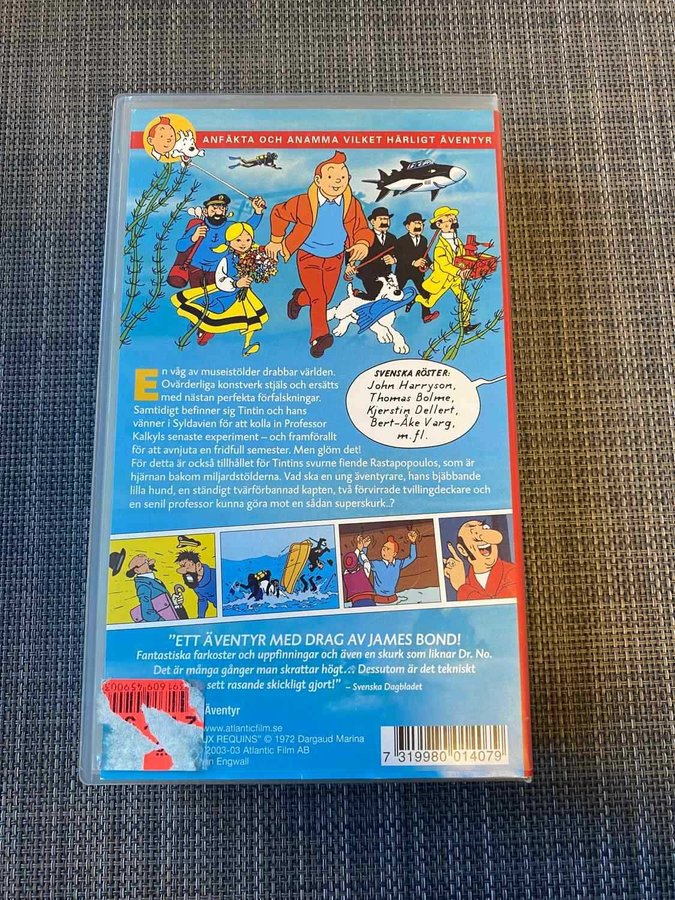 ANFÄKTA OCH ANAMMA VILKET HÄRLIGT ÄVENTYR
En våg av museistölder drabbar världen.
Ovärderliga konstverk stjäls och ersätts
med nästan perfekta förfalskningar.
Samtidigt befinner sig Tintin och hans
vänner i Syldavien för att kolla in Professor
Kalkyls senaste experiment – och framförallt
för att avnjuta en fridfull semester. Men glöm det!
För detta är också tillhållet för Tintins svurne fiende Rastapopoulos, som är
hjärnan bakom miljardstölderna. Vad ska en ung äventyrare, hans bjäbbande
lilla hund, en ständigt tvärförbannad kapten, två förvirrade tvillingdeckare och
en senil professor kunna göra mot en sådan superskurk..?
SVENSKA RÖSTER:
John Harryson,
Thomas Bolme,
Kjerstin Dellert,
Bert-Åke Varg,
m.fl.
"ETT ÄVENTYR MED DRAG AV JAMES BOND!
Fantastiska farkoster och uppfinningar och även en skurk som liknar Dr. No.
Det är många gånger man skrattar högt... Dessutom är det tekniskt
sett rasande skickligt gjort!" – Svenska Dagbladet
Äventyr
www.atlanticfilm.se
UX REQUINS" © 1972 Dargaud Marina
2003-03 Atlantic Film AB
Engwall
7 319980 014079